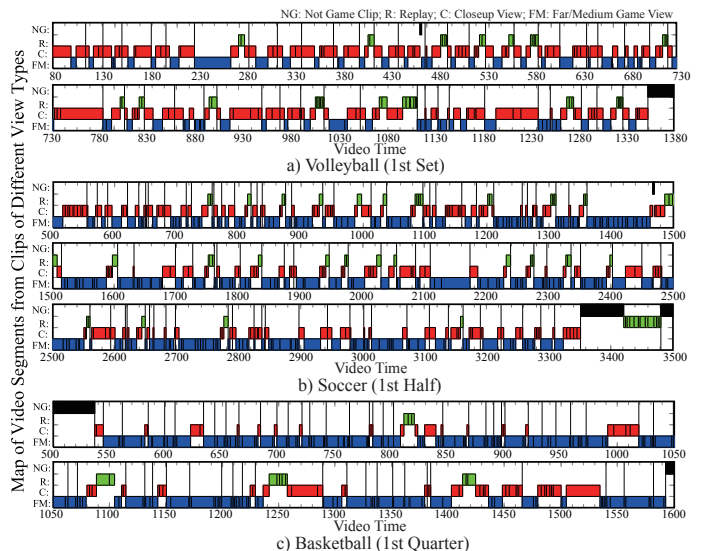 NG: Not Game Clip; R: Replay; C: Closeup View; FM: Far/Medium Game View
Map of Video Segments from Clips of Different View Types
NG:
R:
C:
FM:
80 130 180 230 280 330 380 430 480 530 580 630 680 730
NG:
R:
C:
FM:
730 780 830 880 930 980 1030 1080 1130 1180 1230 1280 1330 1380
Video Time
a) Volleyball (1st Set)
NG:
R:
C:
FM:
500 600 700 800 900 1000 1100 1200 1300 1400 1500
NG:
R:
C:
FM:
1500 1600 1700 1800 1900 2000 2100 2200 2300 2400 2500
NG:
R:
C:
FM:
2500 2600 2700 2800 2900 3000 3100 3200 3300 3400 3500
Video Time
b) Soccer (1st Half)
NG:
R:
C:
FM:
500 550 600 650 700 750 800 850 900 950 1000 1050
NG:
R:
C:
FM:
1050 1100 1150 1200 1250 1300 1350 1400 1450 1500 1550 1600
Video Time
c) Basketball (1st Quarter)